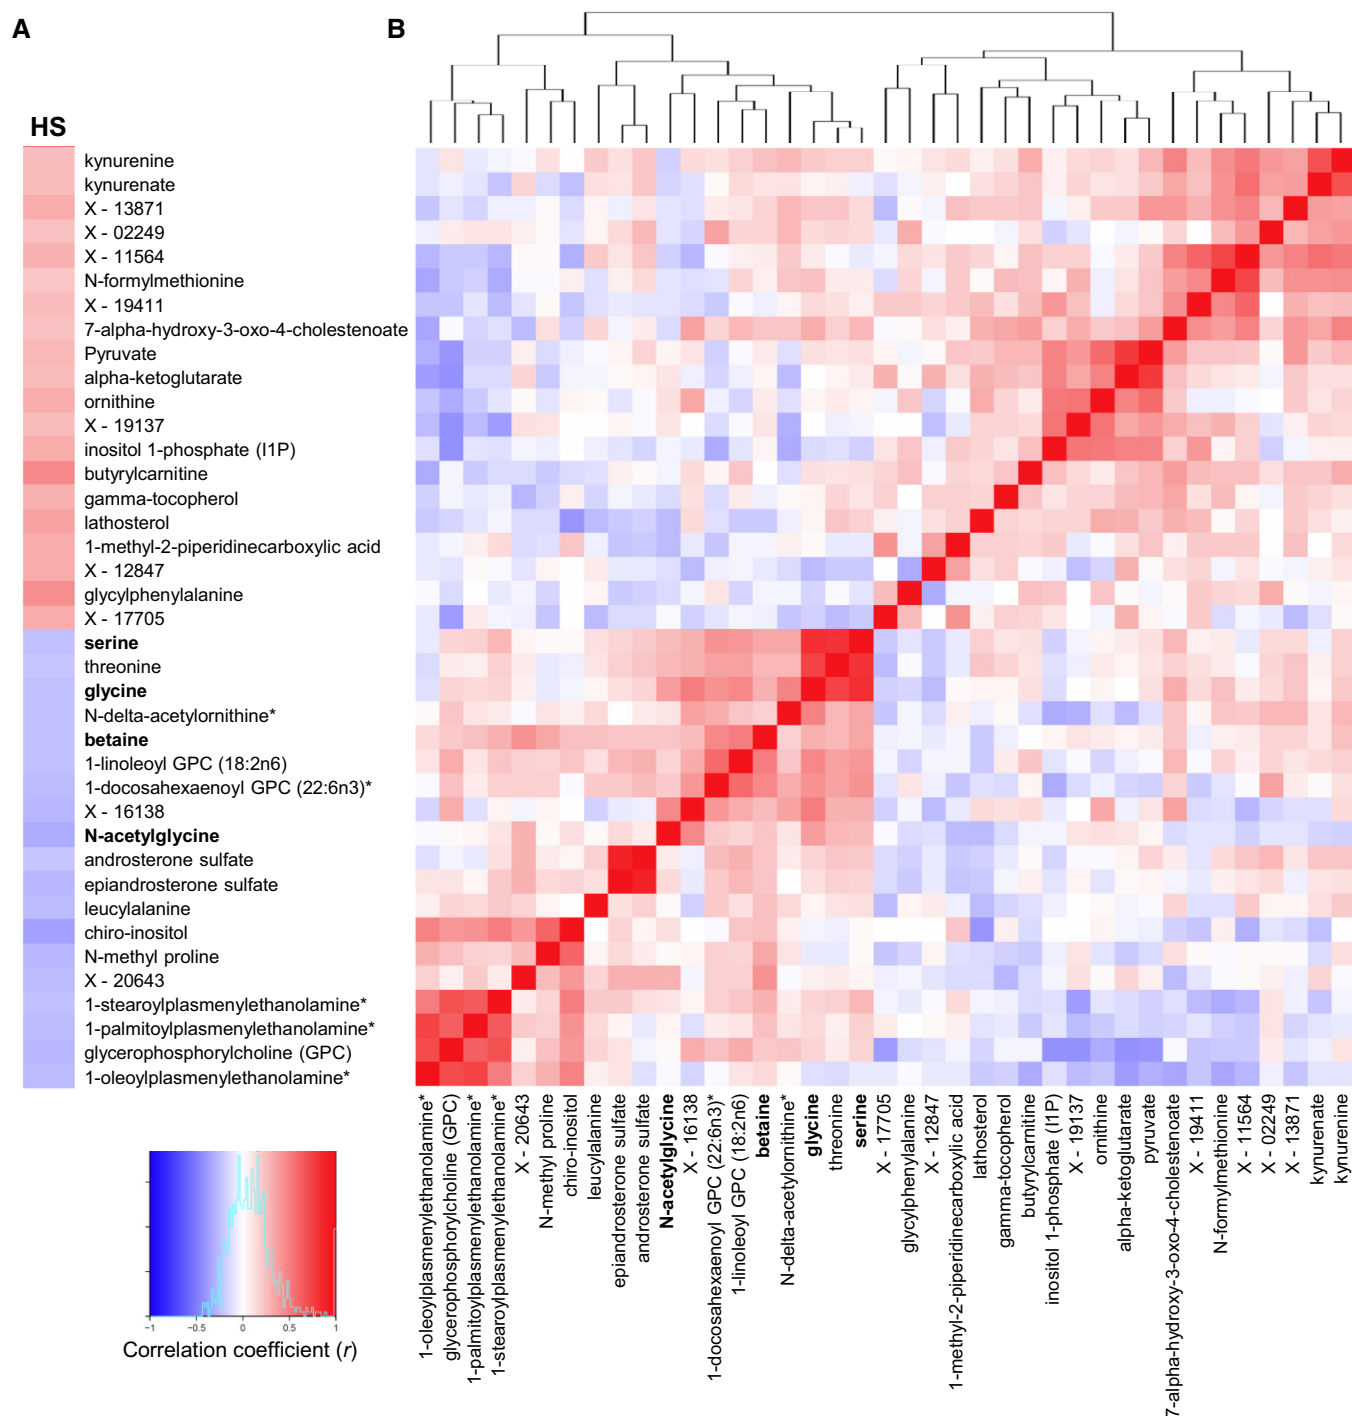 A
B
HS
kynurenine
kynurenate
X - 13871
X - 02249
X - 11564
N-formylmethionine
X - 19411
7-alpha-hydroxy-3-oxo-4-cholestenoate
Pyruvate
alpha-ketoglutarate
ornithine
X - 19137
inositol 1-phosphate (I1P)
butyrylcarnitine
gamma-tocopherol
lathosterol
1-methyl-2-piperidinecarboxylic acid
X - 12847
glycylphenylalanine
X - 17705
serine
threonine
glycine
N-delta-acetylornithine*
betaine
1-linoleoyl GPC (18:2n6)
1-docosahexaenoyl GPC (22:6n3)*
X - 16138
N-acetylglycine
androsterone sulfate
epiandrosterone sulfate
leucylalanine
chiro-inositol
N-methyl proline
X - 20643
1-stearoylplasmenylethanolamine*
1-palmitoylplasmenylethanolamine*
glycerophosphorylcholine (GPC)
1-oleoylplasmenylethanolamine*
1-oleoylplasmenylethanolamine*
glycerophosphorylcholine (GPC)
1-palmitoylplasmenylethanolamine*
1-stearoylplasmenylethanolamine*
X - 20643
N-methyl proline
chiro-inositol
leucylalanine
epiandrosterone sulfate
androsterone sulfate
N-acetylglycine
X - 16138
1-docosahexaenoyl GPC (22:6n3)*
1-linoleoyl GPC (18:2n6)
betaine
N-delta-acetylornithine*
glycine
threonine
serine
X - 17705
glycylphenylalanine
X - 12847
1-methyl-2-piperidinecarboxylic acid
lathosterol
gamma-tocopherol
butyrylcarnitine
inositol 1-phosphate (I1P)
X - 19137
ornithine
alpha-ketoglutarate
pyruvate
7-alpha-hydroxy-3-oxo-4-cholestenoate
X - 19411
N-formylmethionine
X - 11564
X - 02249
X - 13871
kynurenate
kynurenine
−1 −0.5 0 0.5 1
Correlation coefficient (r)